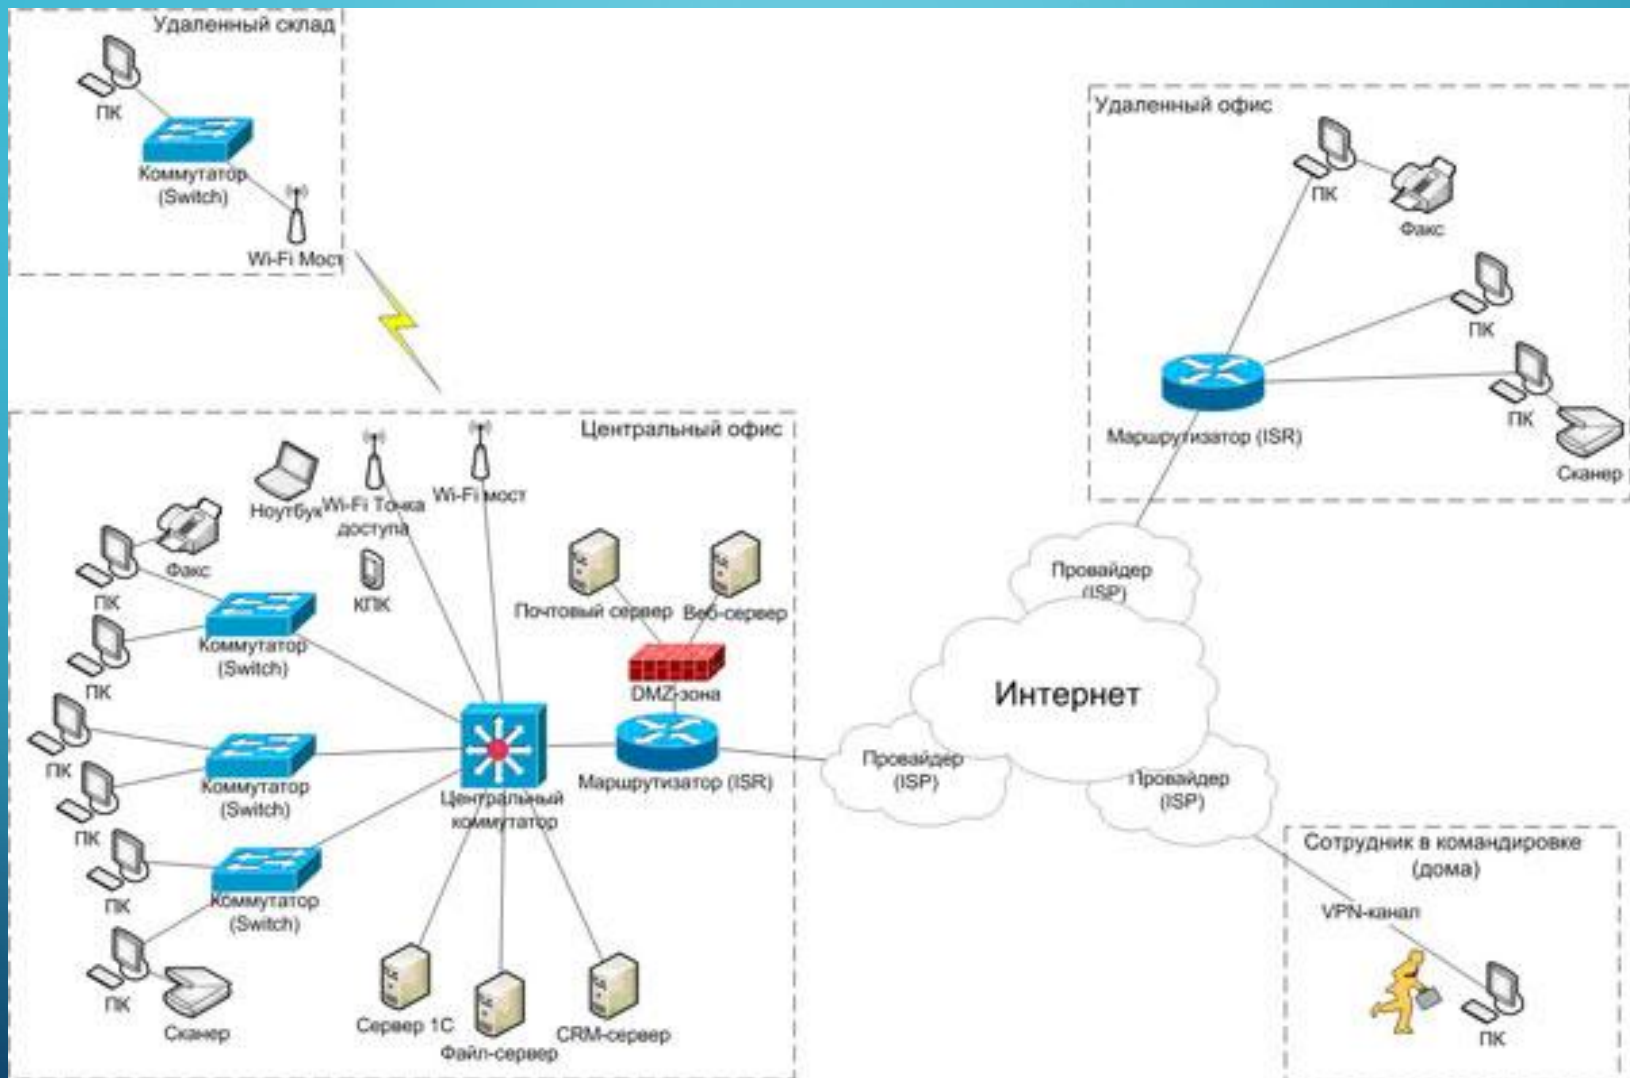 Удаленный склад
ПК
Коммутатор
(Switch)
Wi-Fi Мост
Удаленный офис
ПК
Факс
ПК
ПК
Маршрутизатор (ISR)
Сканер
Центральный офис
Ноутбук
Wi-Fi Точка
доступа
Wi-Fi мост
Факс
ПК
КПК
Почтовый сервер
Веб-сервер
Коммутатор
(Switch)
ПК
DMZ-зона
ПК
Коммутатор
(Switch)
ПК
Центральный
коммутатор
Маршрутизатор (ISR)
ПК
Коммутатор
(Switch)
ПК
Сканер
Сервер 1С
Файл-сервер
CRM-сервер
Провайдер
(ISP)
Интернет
Провайдер
(ISP)
Провайдер
(ISP)
Сотрудник в командировке
(дома)
VPN-канал
ПК